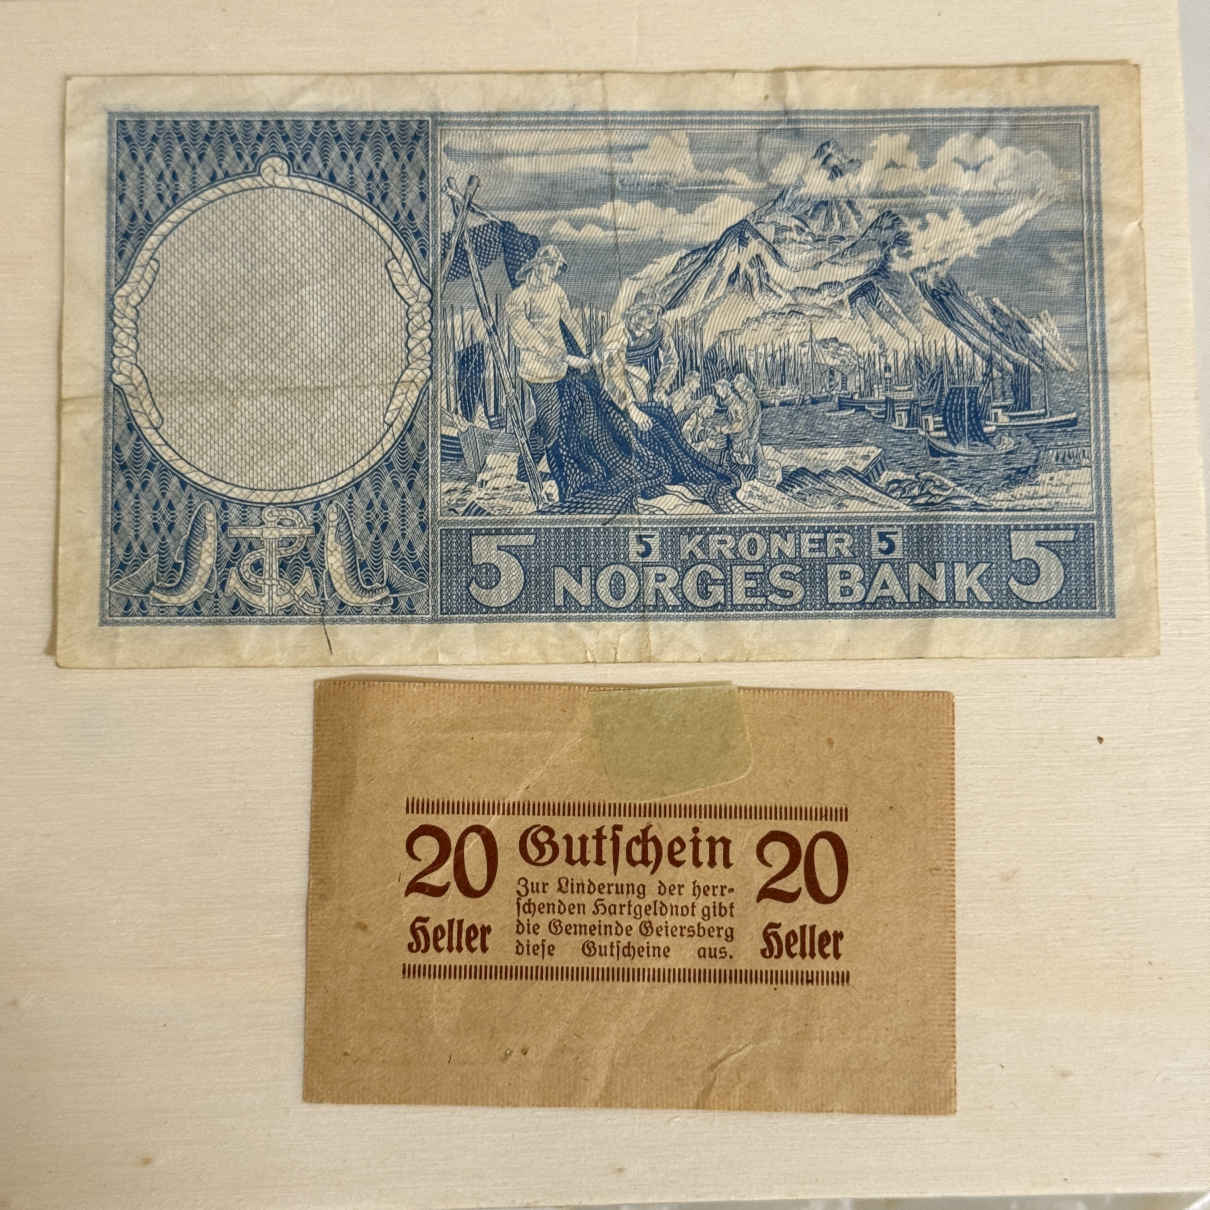 5 5 KRONER 5 5
NORGES BANK
20 Gutſchein 20
Zur Linderung der herr-
ſchenden Hartgeldnot gibt
Heller die Gemeinde Geiersberg Heller
dieſe Gutſcheine aus.